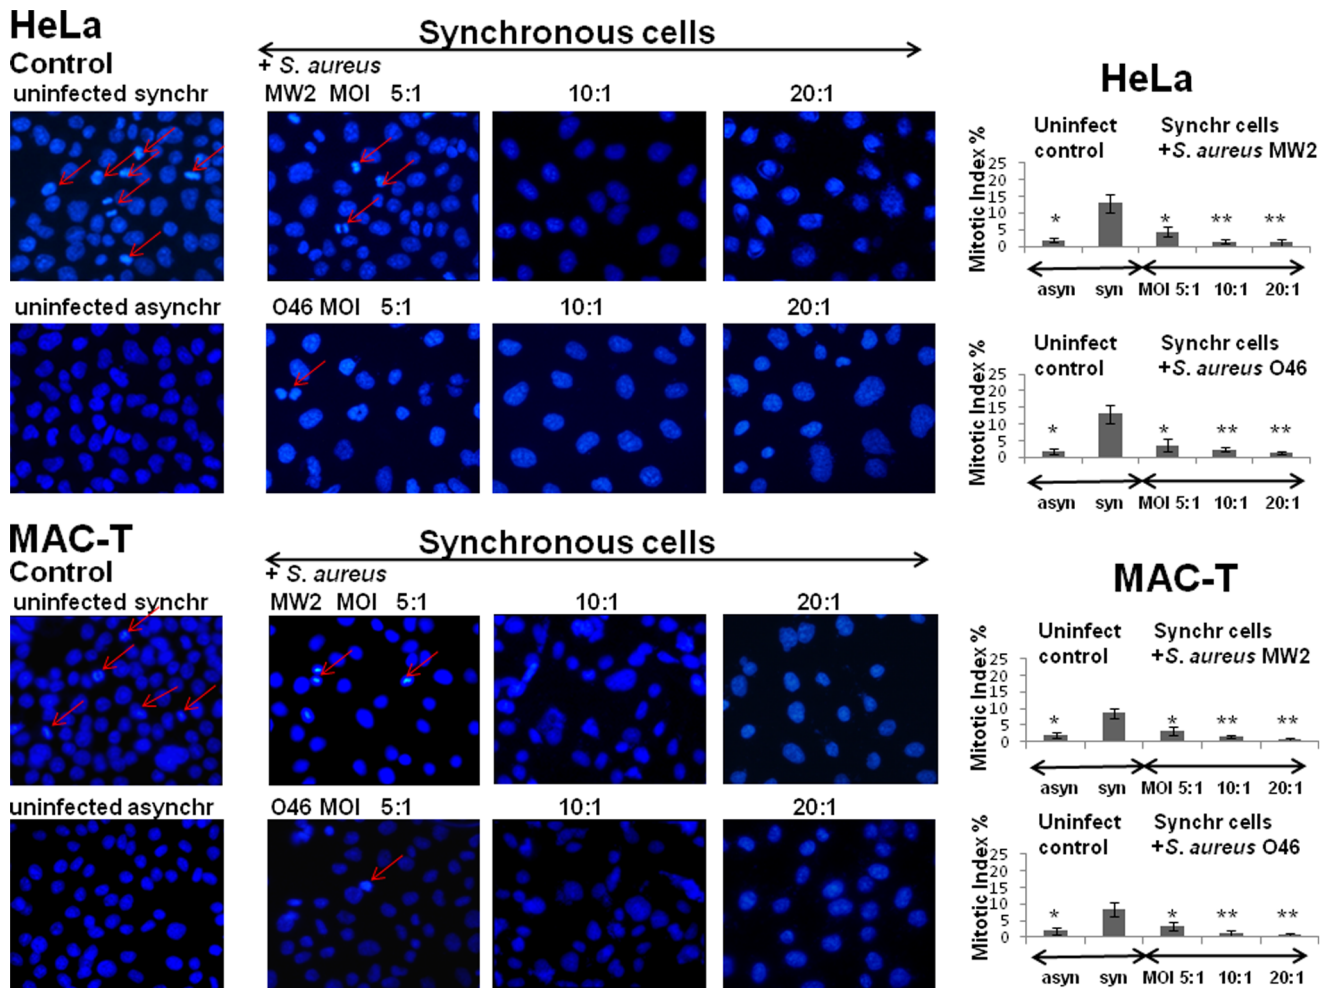 HeLa
Control
uninfected synchr
Synchronous cells
+ S. aureus
MW2 MOI 5:1
10:1
20:1
uninfected asynchr
O46 MOI 5:1
10:1
20:1
HeLa
Uninfect control
Synchr cells +S. aureus MW2
Mitotic Index %
25
20
15
10
5
0
*
*
**
**
asyn
syn
MOI 5:1
10:1
20:1
Uninfect control
Synchr cells +S. aureus O46
Mitotic Index %
25
20
15
10
5
0
*
*
**
**
asyn
syn
MOI 5:1
10:1
20:1
MAC-T
Control
uninfected synchr
Synchronous cells
+ S. aureus
MW2 MOI 5:1
10:1
20:1
uninfected asynchr
O46 MOI 5:1
10:1
20:1
MAC-T
Uninfect control
Synchr cells +S. aureus MW2
Mitotic Index %
25
20
15
10
5
0
*
*
**
**
asyn
syn
MOI 5:1
10:1
20:1
Uninfect control
Synchr cells +S. aureus O46
Mitotic Index %
25
20
15
10
5
0
*
*
**
**
asyn
syn
MOI 5:1
10:1
20:1